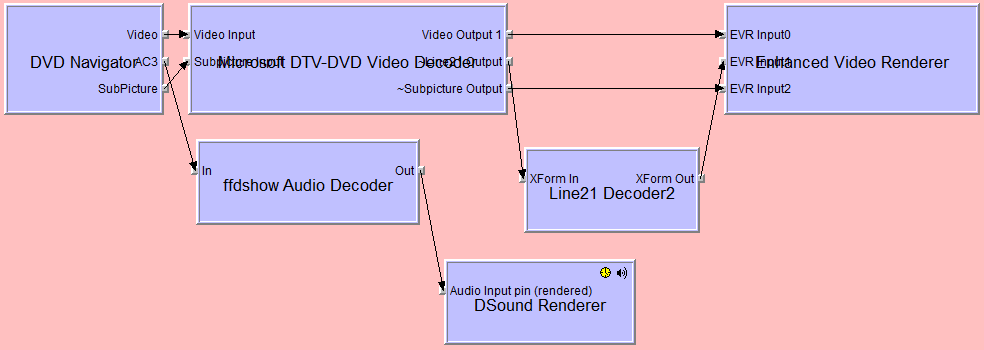 Video
DVD Navigator
AC3
SubPicture
Video Input
Video Output 1
Subpicture Input
Microsoft DTV-DVD Video Decoder
~Line21 Output
~Subpicture Output
EVR Input0
EVR Input1
Enhanced Video Renderer
EVR Input2
In
Out
ffdshow Audio Decoder
XForm In
XForm Out
Line21 Decoder2
Audio Input pin (rendered)
DSound Renderer